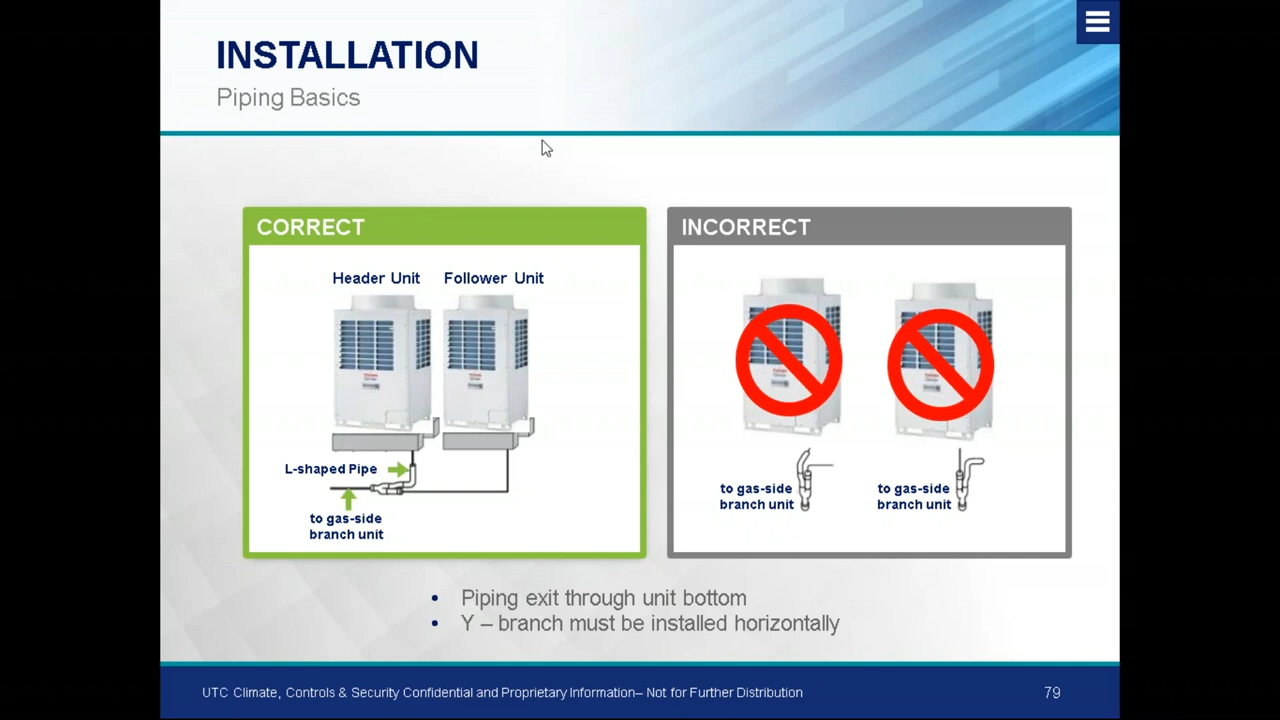 INSTALLATION
Piping Basics
CORRECT
Header Unit Follower Unit
L-shaped Pipe
to gas-side
branch unit
INCORRECT
to gas-side
branch unit
to gas-side
branch unit
• Piping exit through unit bottom
• Y – branch must be installed horizontally
UTC Climate, Controls & Security Confidential and Proprietary Information– Not for Further Distribution
79